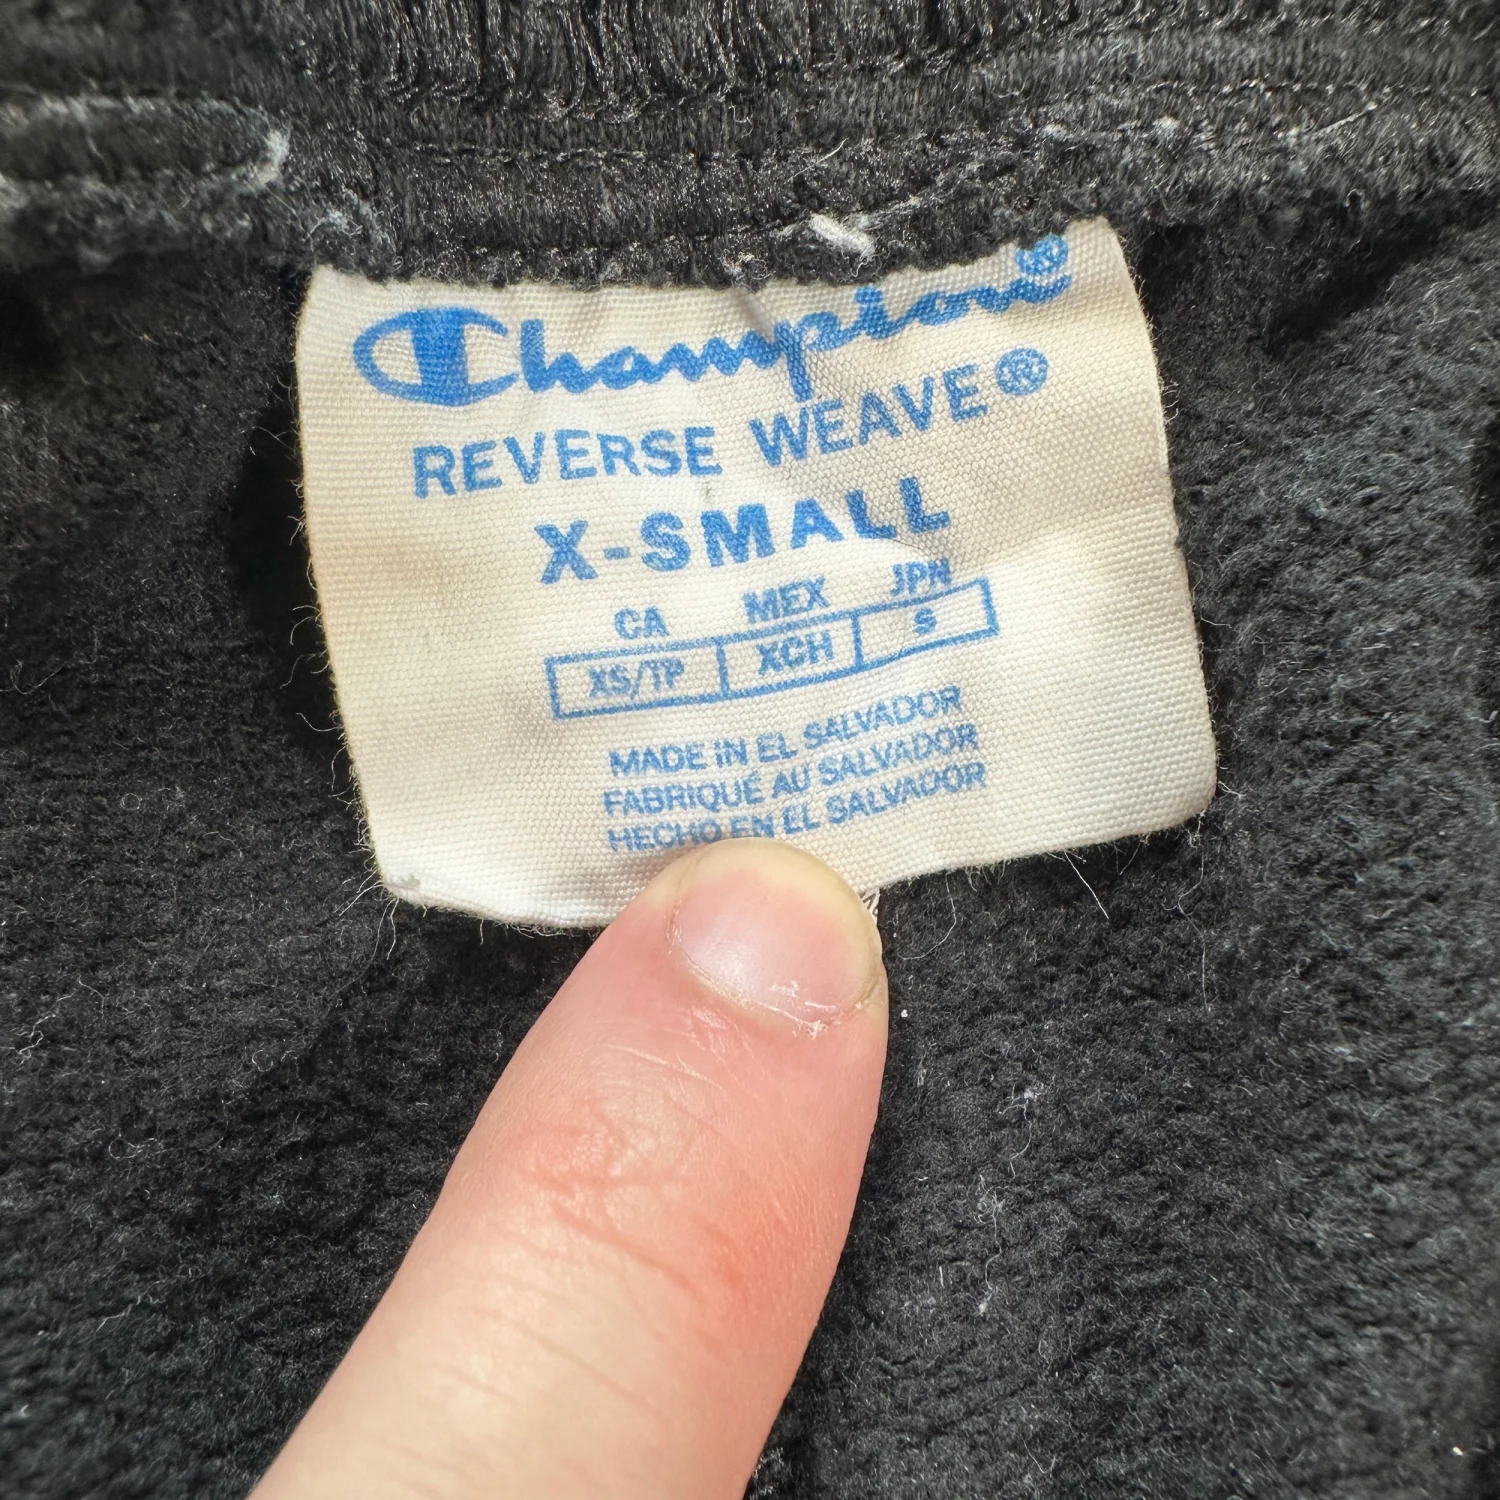 Champion®
REVERSE WEAVE®
X-SMALL
CA MEX JPN
XS/TP XCH S
MADE IN EL SALVADOR
FABRIQUÉ AU SALVADOR
HECHO EN EL SALVADOR